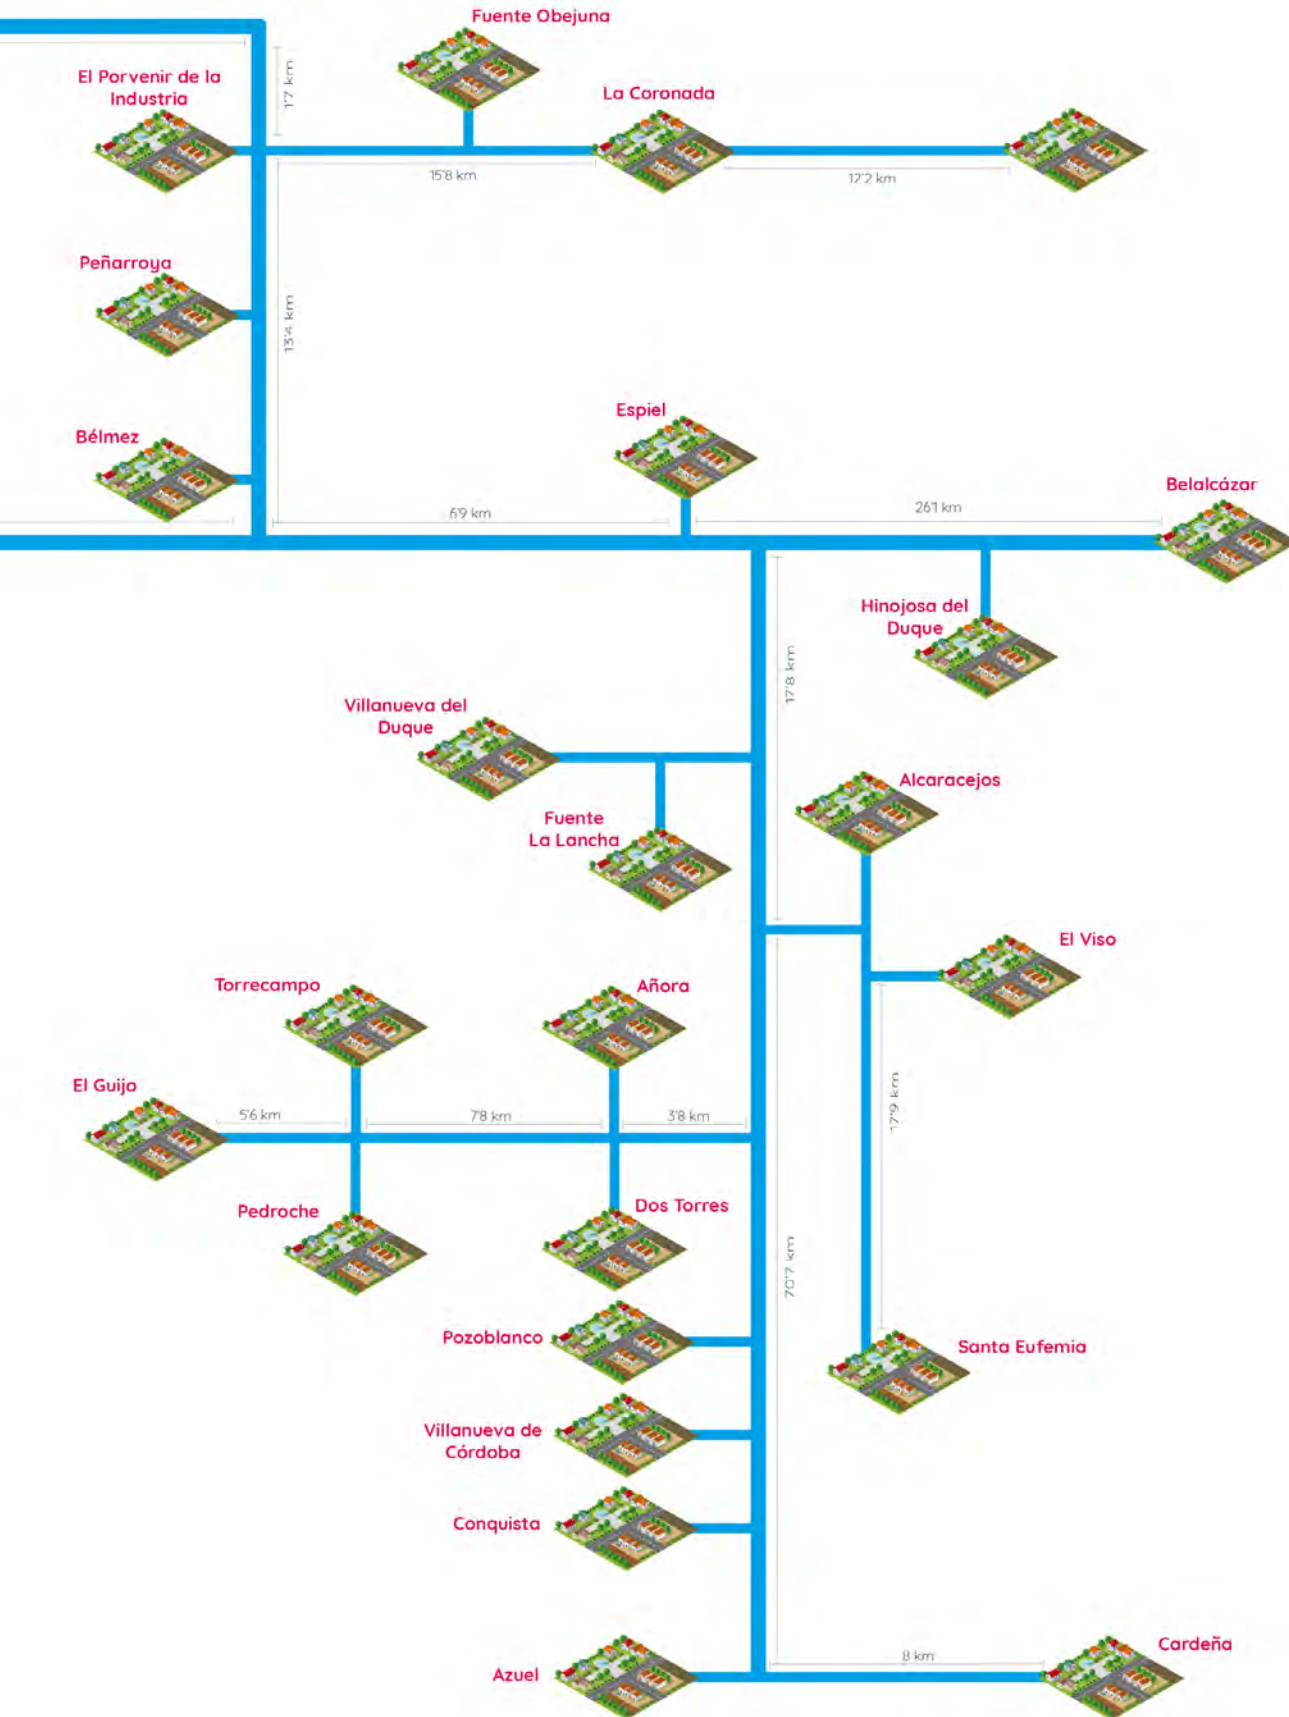 Fuente Obejuna
El Porvenir de la
Industria
1'7 km
La Coronada
15'8 km
12'2 km
Peñarroya
13'4 km
Espiel
Bélmez
Belalcázar
6'9 km
26'1 km
Hinojosa del
Duque
17'8 km
Villanueva del
Duque
Alcaracejos
Fuente
La Lancha
El Viso
Torrecampo
Añora
El Guijo
5'6 km
7'8 km
3'8 km
17'9 km
Pedroche
Dos Torres
70'7 km
Pozoblanco
Santa Eufemia
Villanueva de
Córdoba
Conquista
Azuel
8 km
Cardeña